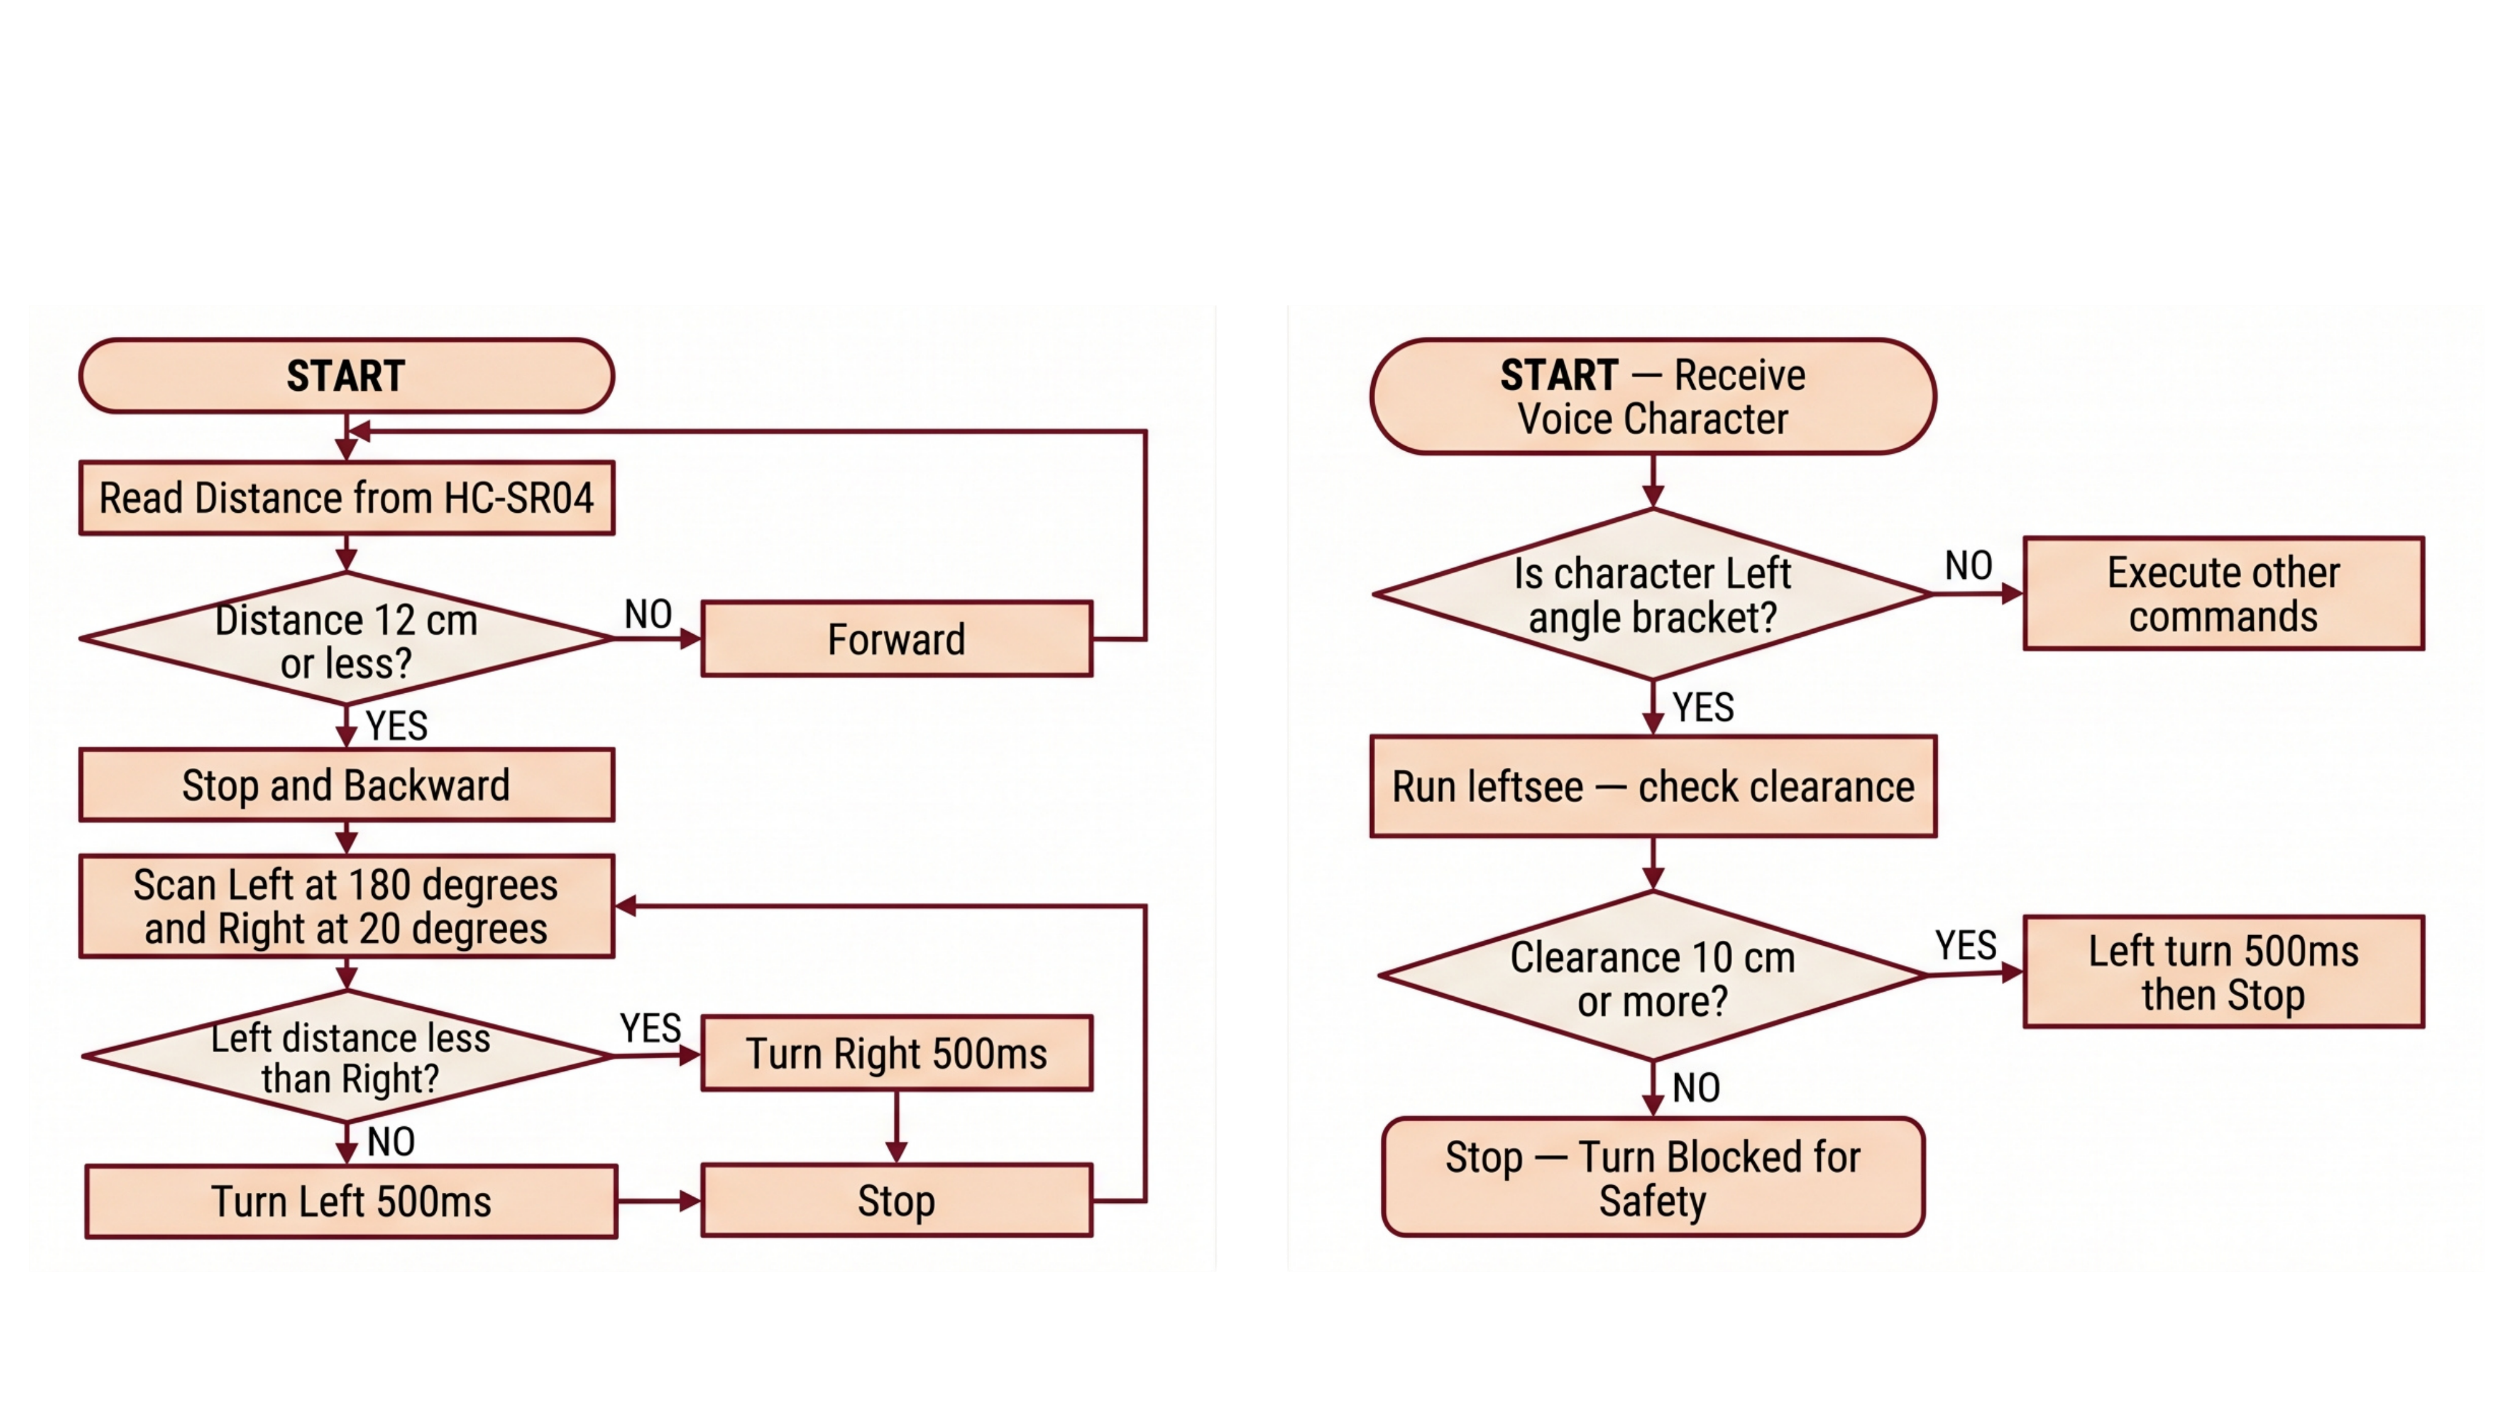 START
Read Distance from HC-SR04
Distance 12 cm
or less?
NO
Forward
YES
Stop and Backward
Scan Left at 180 degrees
and Right at 20 degrees
Left distance less
than Right?
YES
Turn Right 500ms
NO
Turn Left 500ms
Stop
START — Receive
Voice Character
Is character Left
angle bracket?
NO
Execute other
commands
YES
Run leftsee — check clearance
Clearance 10 cm
or more?
YES
Left turn 500ms
then Stop
NO
Stop — Turn Blocked for
Safety